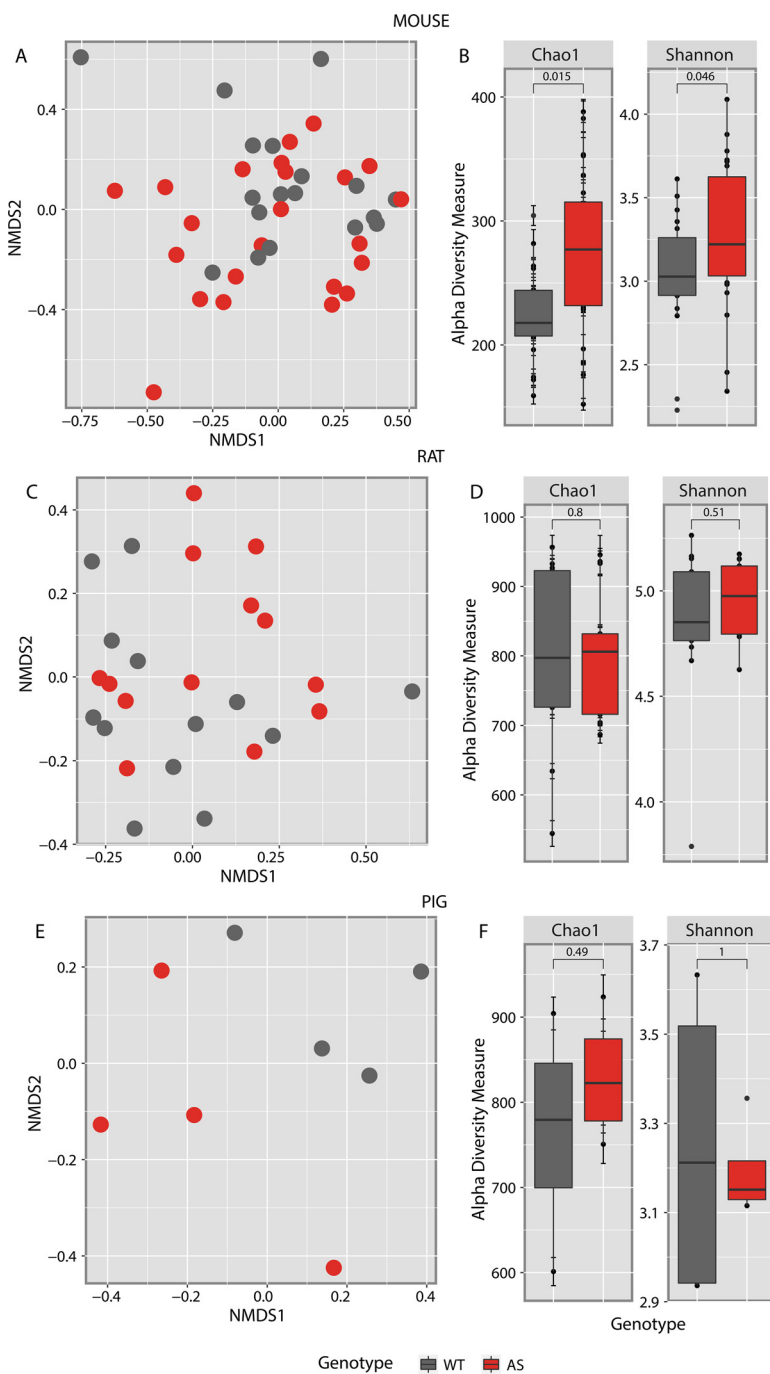 MOUSE
A
NMDS2
0.4
0.0
−0.4
−0.75
−0.50
−0.25
0.00
0.25
0.50
NMDS1
B
Chao1
Shannon
0.015
0.046
Alpha Diversity Measure
400
300
200
4.0
3.5
3.0
2.5
RAT
C
NMDS2
0.4
0.2
0.0
−0.2
−0.4
−0.25
0.00
0.25
0.50
NMDS1
D
Chao1
Shannon
0.8
0.51
Alpha Diversity Measure
1000
900
800
700
600
5.0
4.5
4.0
PIG
E
NMDS2
0.2
0.0
−0.2
−0.4
−0.4
−0.2
0.0
0.2
0.4
NMDS1
F
Chao1
Shannon
0.49
1
Alpha Diversity Measure
900
800
700
600
3.7
3.5
3.3
3.1
2.9
Genotype
Genotype WT AS